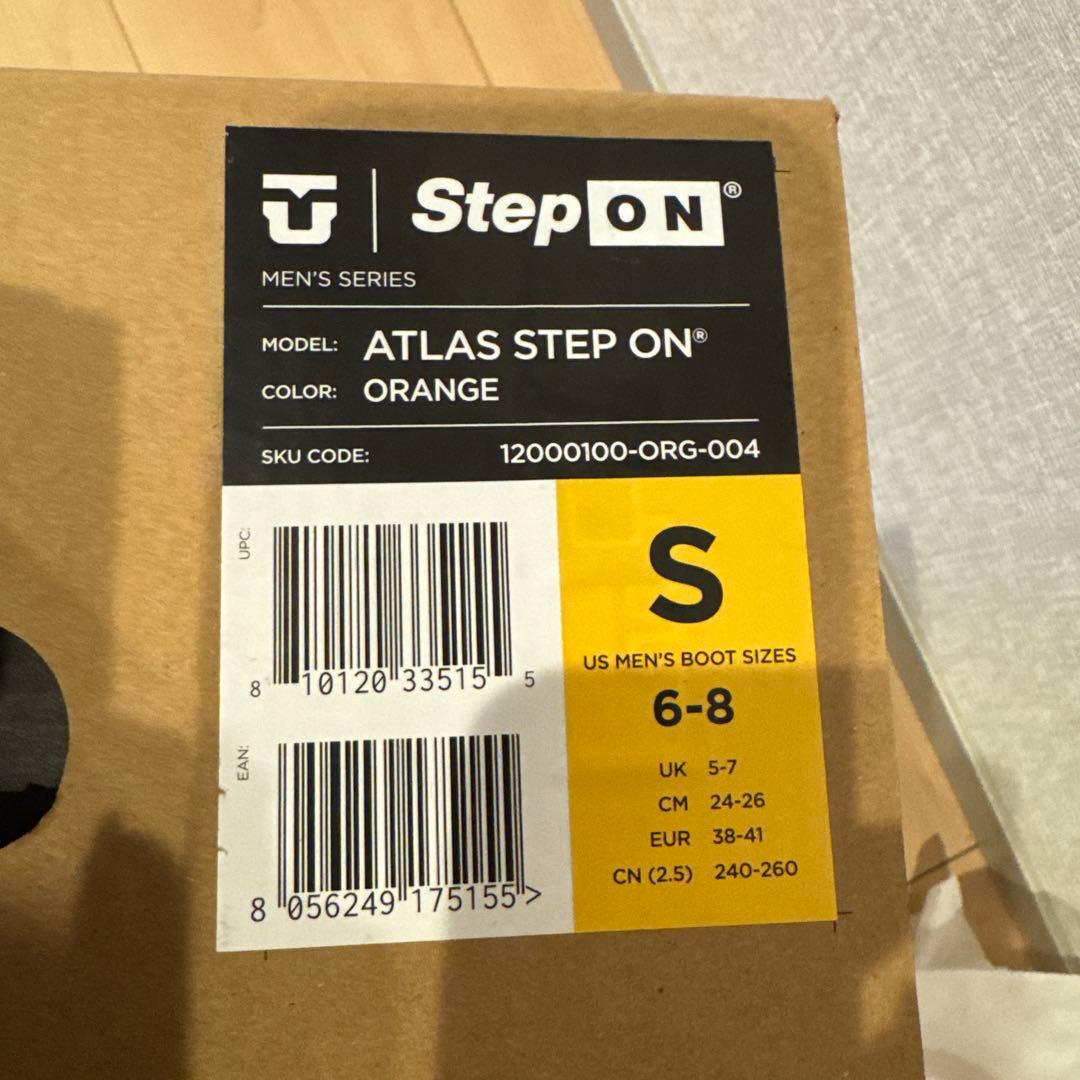 U | Step ON®
MEN'S SERIES
MODEL: ATLAS STEP ON®
COLOR: ORANGE
SKU CODE: 12000100-ORG-004
UPC:
8 10120 33515 5
EAN:
8 056249 175155 >
S
US MEN'S BOOT SIZES
6-8
UK 5-7
CM 24-26
EUR 38-41
CN (2.5) 240-260